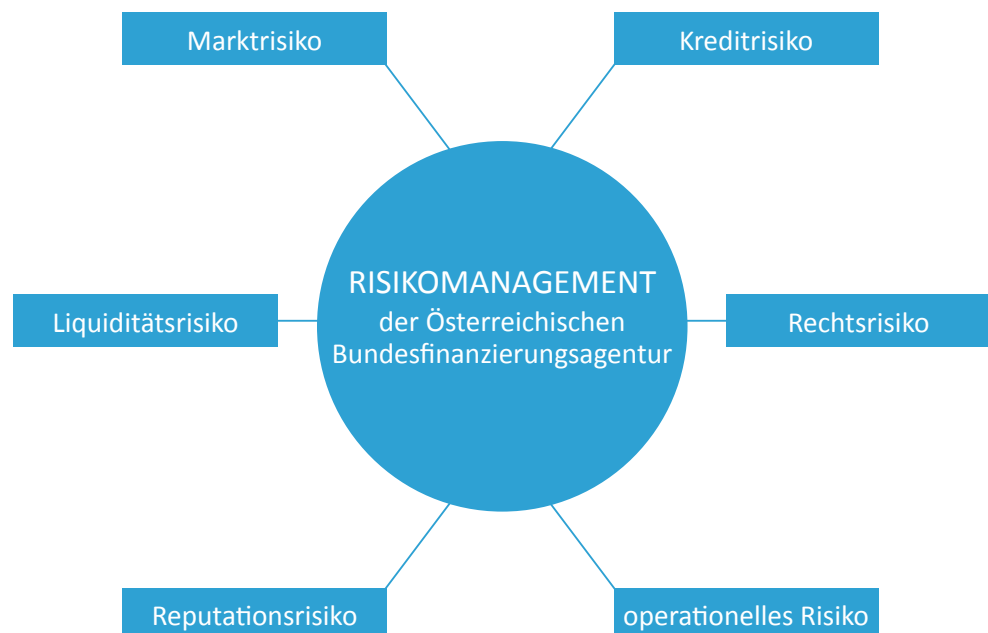 Marktrisiko
Kreditrisiko
RISIKOMANAGEMENT
der Österreichischen
Bundesfinanzierungsagentur
Liquiditätsrisiko
Rechtsrisiko
Reputationsrisiko
operationelles Risiko